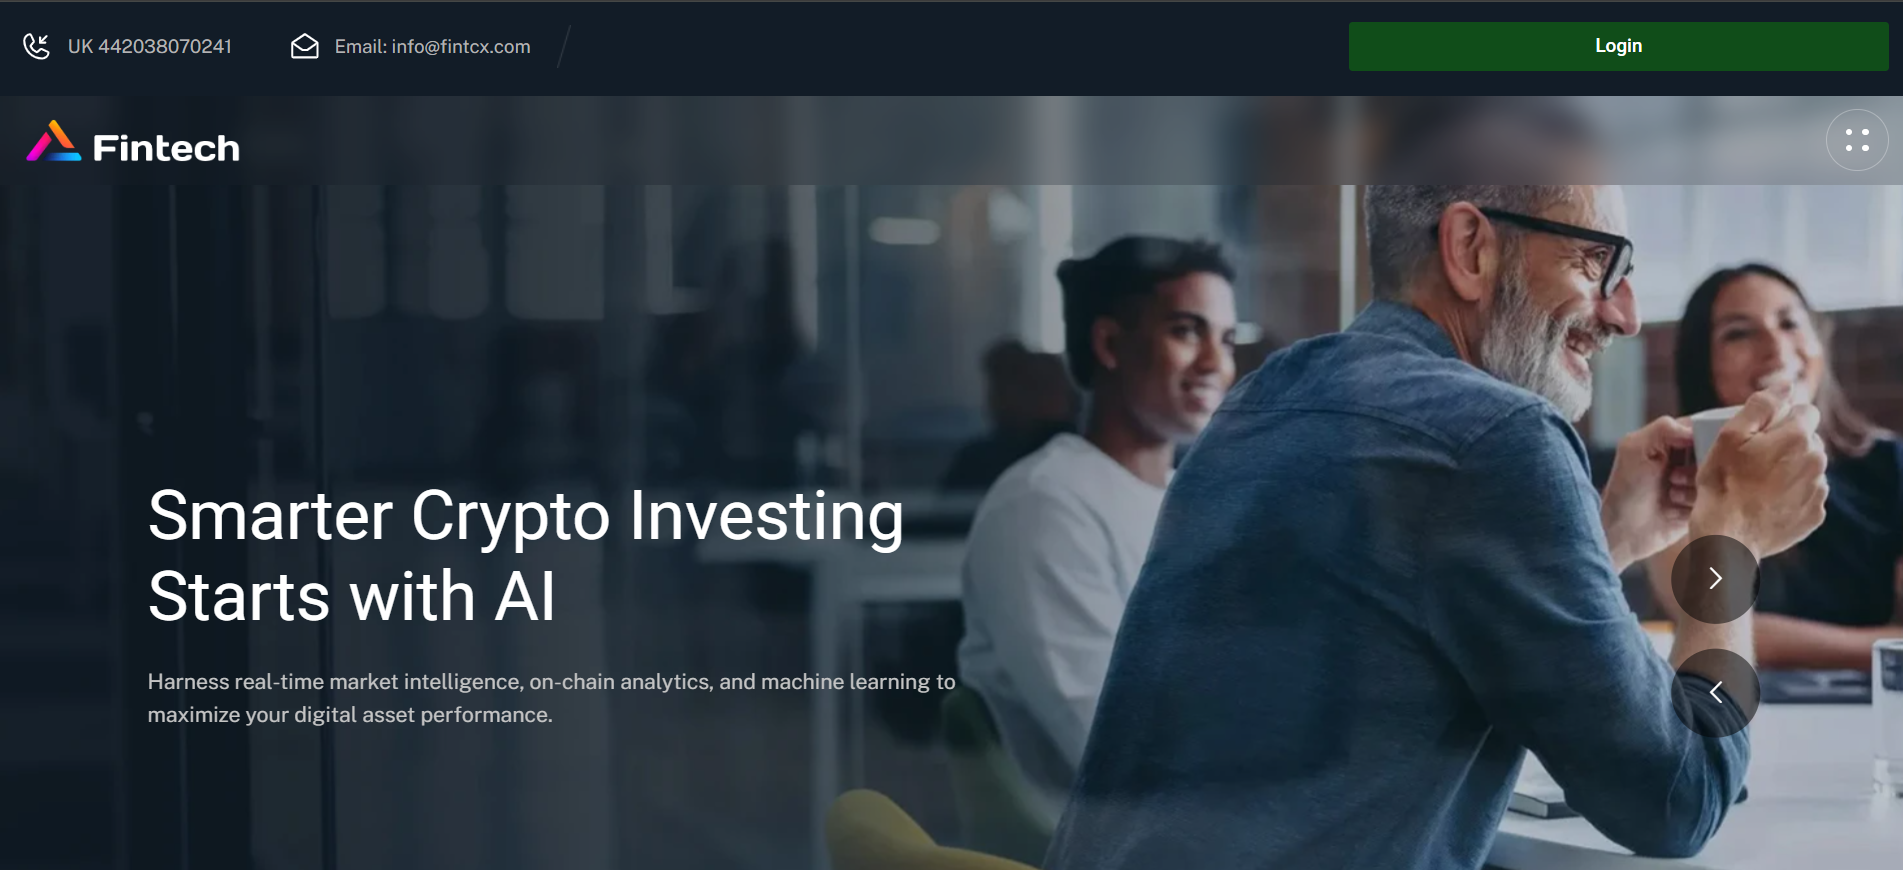 UK 442038070241
Email: info@fintcx.com
Login
Fintech
Smarter Crypto Investing
Starts with AI
Harness real-time market intelligence, on-chain analytics, and machine learning to
maximize your digital asset performance.